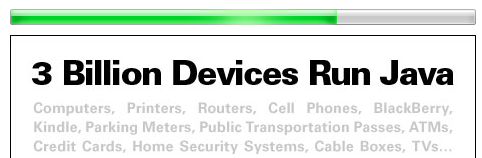 3 Billion Devices Run Java
Computers, Printers, Routers, Cell Phones, BlackBerry,
Kindle, Parking Meters, Public Transportation Passes, ATMs,
Credit Cards, Home Security Systems, Cable Boxes, TVs...